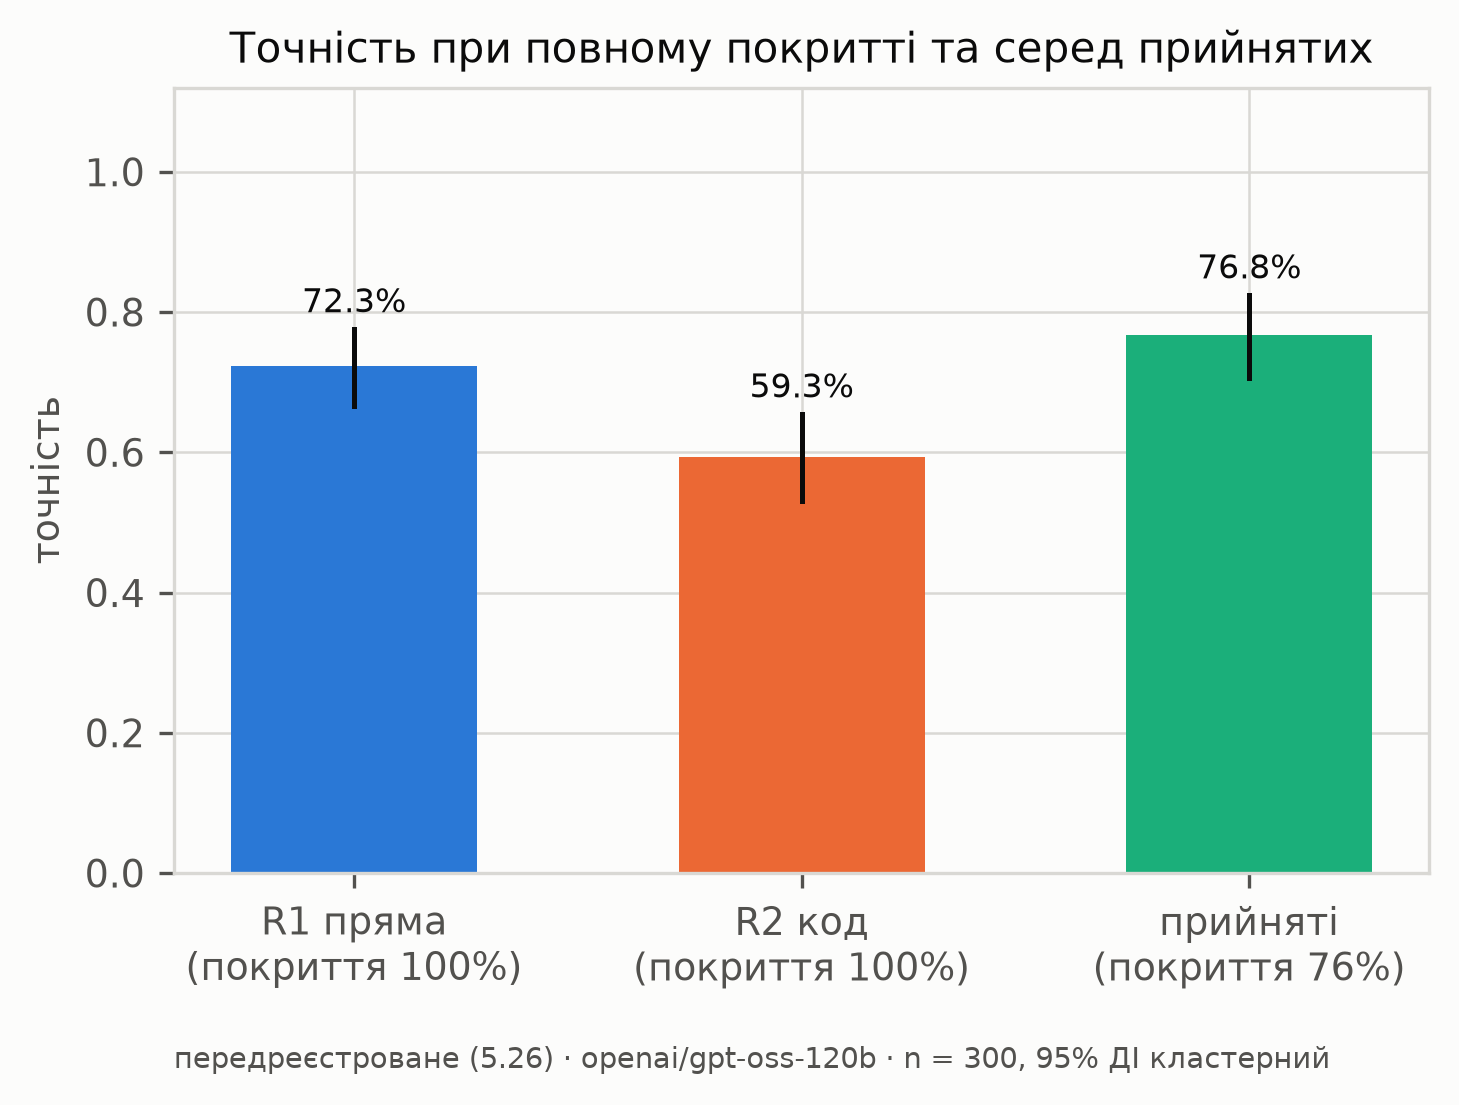 Точність при повному покритті та серед прийнятих
1.0
0.8
0.6
0.4
0.2
0.0
точність
72.3%
59.3%
76.8%
R1 пряма
(покриття 100%)
R2 код
(покриття 100%)
прийняті
(покриття 76%)
передреєстроване (5.26) · openai/gpt-oss-120b · n = 300, 95% ДІ кластерний